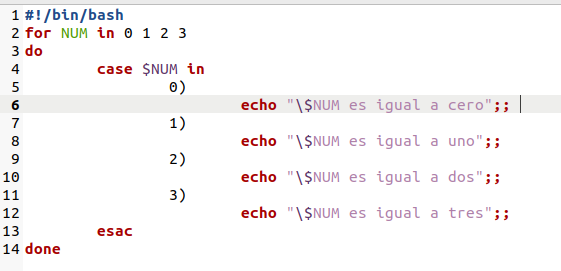 1 #!/bin/bash
2 for NUM in 0 1 2 3
3 do
4         case $NUM in
5                 0)
6                         echo "\$NUM es igual a cero";;
7                 1)
8                         echo "\$NUM es igual a uno";;
9                 2)
10                         echo "\$NUM es igual a dos";;
11                 3)
12                         echo "\$NUM es igual a tres";;
13         esac
14 done